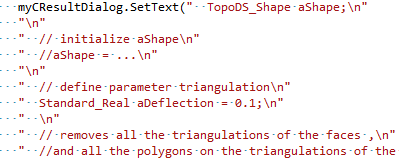 myCResultDialog.SetText("  TopoDS_Shape aShape;\n"
"\n"
"  // initialize aShape\n"
"  //aShape = ...\n"
"\n"
"  // define parameter triangulation\n"
"  Standard_Real aDeflection = 0.1;\n"
"  \n"
"  // removes all the triangulations of the faces ,\n"
"  //and all the polygons on the triangulations of the